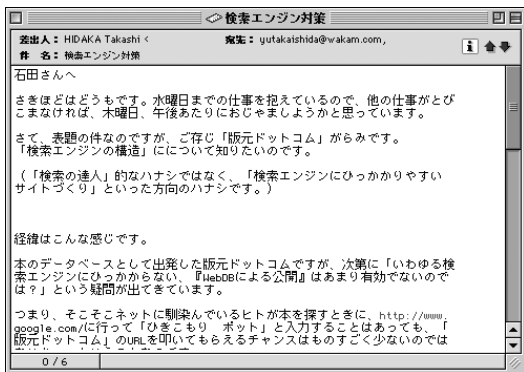 検索エンジン対策
差出人： HIDAKA Takashi <
宛先： yutakaishida@wakam.com,
件 名： 検索エンジン対策
石田さんへ
さきほどはどうもです。水曜日までの仕事を抱えているので、他の仕事がとび
こまなければ、木曜日、午後あたりにおじゃましようかと思っています。
さて、表題の件なのですが、ご存じ「版元ドットコム」がらみです。
「検索エンジンの構造」にについて知りたいのです。
（「検索の達人」的なハナシではなく、「検索エンジンにひっかかりやすい
サイトづくり」といった方向のハナシです。）
経緯はこんな感じです。
本のデータベースとして出発した版元ドットコムですが、次第に「いわゆる検
索エンジンにひっかからない、『WebDBによる公開』はあまり有効でないので
は？」という疑問が出てきています。
つまり、そこそこネットに馴染んでいるヒトが本を探すときに、http://www.
google.com/に行って「ひきこもり　ポット」と入力することはあっても、「
版元ドットコム」のURLを叩いてもらえるチャンスはものすごく少ないのでは
0 / 6